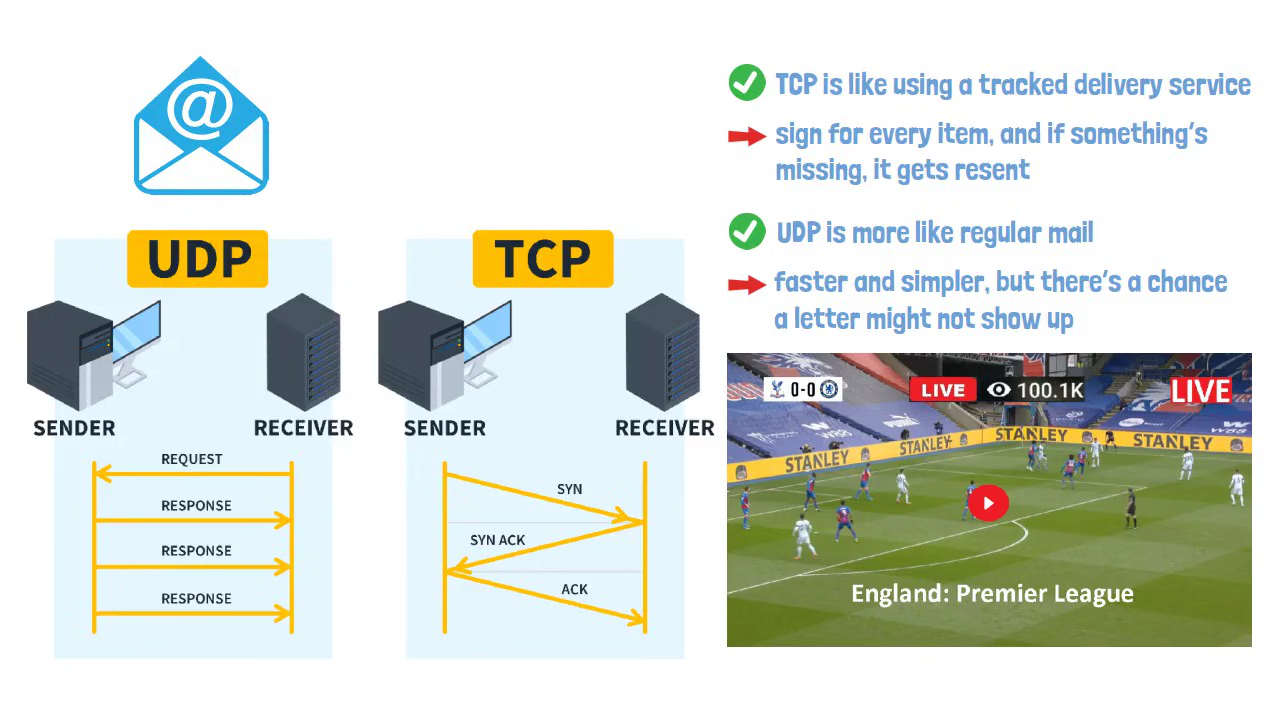 @
UDP
SENDER
RECEIVER
REQUEST
RESPONSE
RESPONSE
RESPONSE
TCP
SENDER
RECEIVER
SYN
SYN ACK
ACK
TCP is like using a tracked delivery service
sign for every item, and if something's
missing, it gets resent
UDP is more like regular mail
faster and simpler, but there's a chance
a letter might not show up
0-0
LIVE
100.1K
LIVE
PUMA
W88
W88
STANLEY
STANLEY
STANLEY
STANLEY
England: Premier League